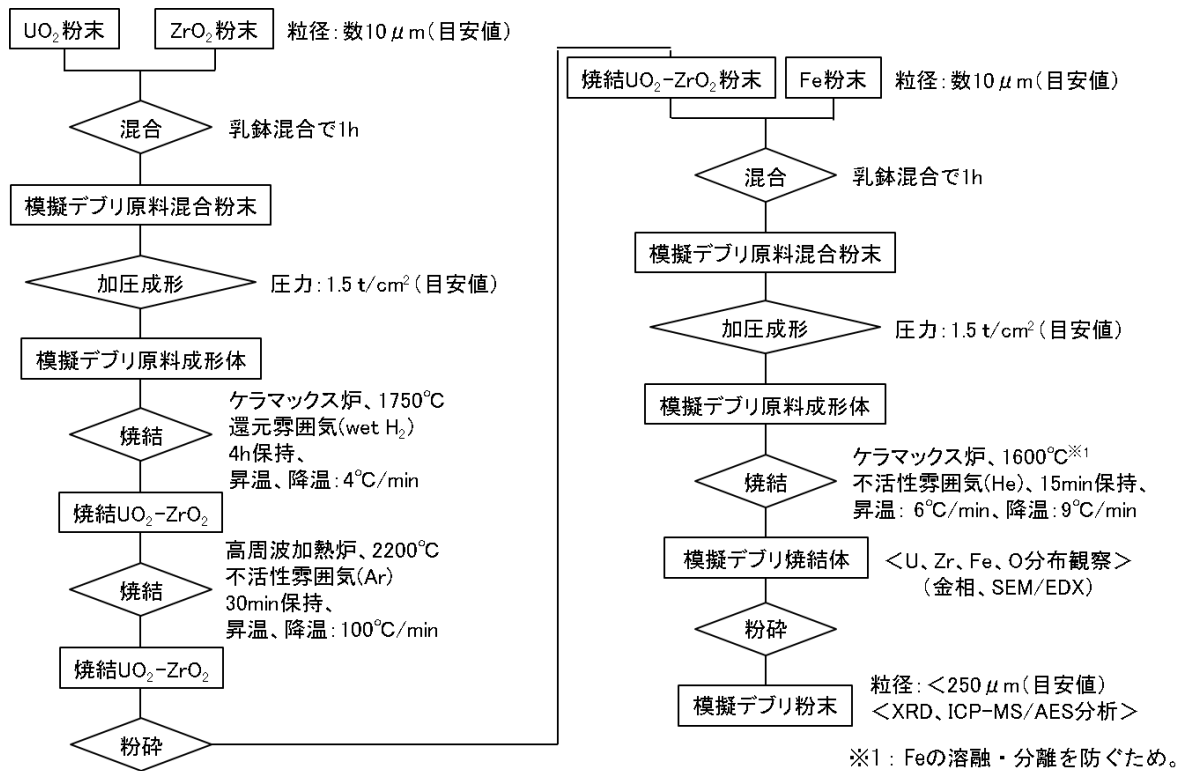 UO₂粉末
ZrO₂粉末
粒径:数10μm(目安値)
混合
乳鉢混合で1h
模擬デブリ原料混合粉末
加圧成形
圧力:1.5 t/cm²(目安値)
模擬デブリ原料成形体
焼結
ケラマックス炉、1750℃
還元雰囲気(wet H₂)
4h保持、
昇温、降温:4℃/min
焼結UO₂-ZrO₂
焼結
高周波加熱炉、2200℃
不活性雰囲気(Ar)
30min保持、
昇温、降温:100℃/min
焼結UO₂-ZrO₂
粉砕
焼結UO₂-ZrO₂粉末
Fe粉末
粒径:数10μm(目安値)
混合
乳鉢混合で1h
模擬デブリ原料混合粉末
加圧成形
圧力:1.5 t/cm²(目安値)
模擬デブリ原料成形体
焼結
ケラマックス炉、1600℃※1
不活性雰囲気(He)、15min保持、
昇温: 6℃/min、降温:9℃/min
模擬デブリ焼結体
<U、Zr、Fe、O分布観察>
(金相、SEM/EDX)
粉砕
模擬デブリ粉末
粒径:<250μm(目安値)
<XRD、ICP-MS/AES分析>
※1:Feの溶融・分離を防ぐため。